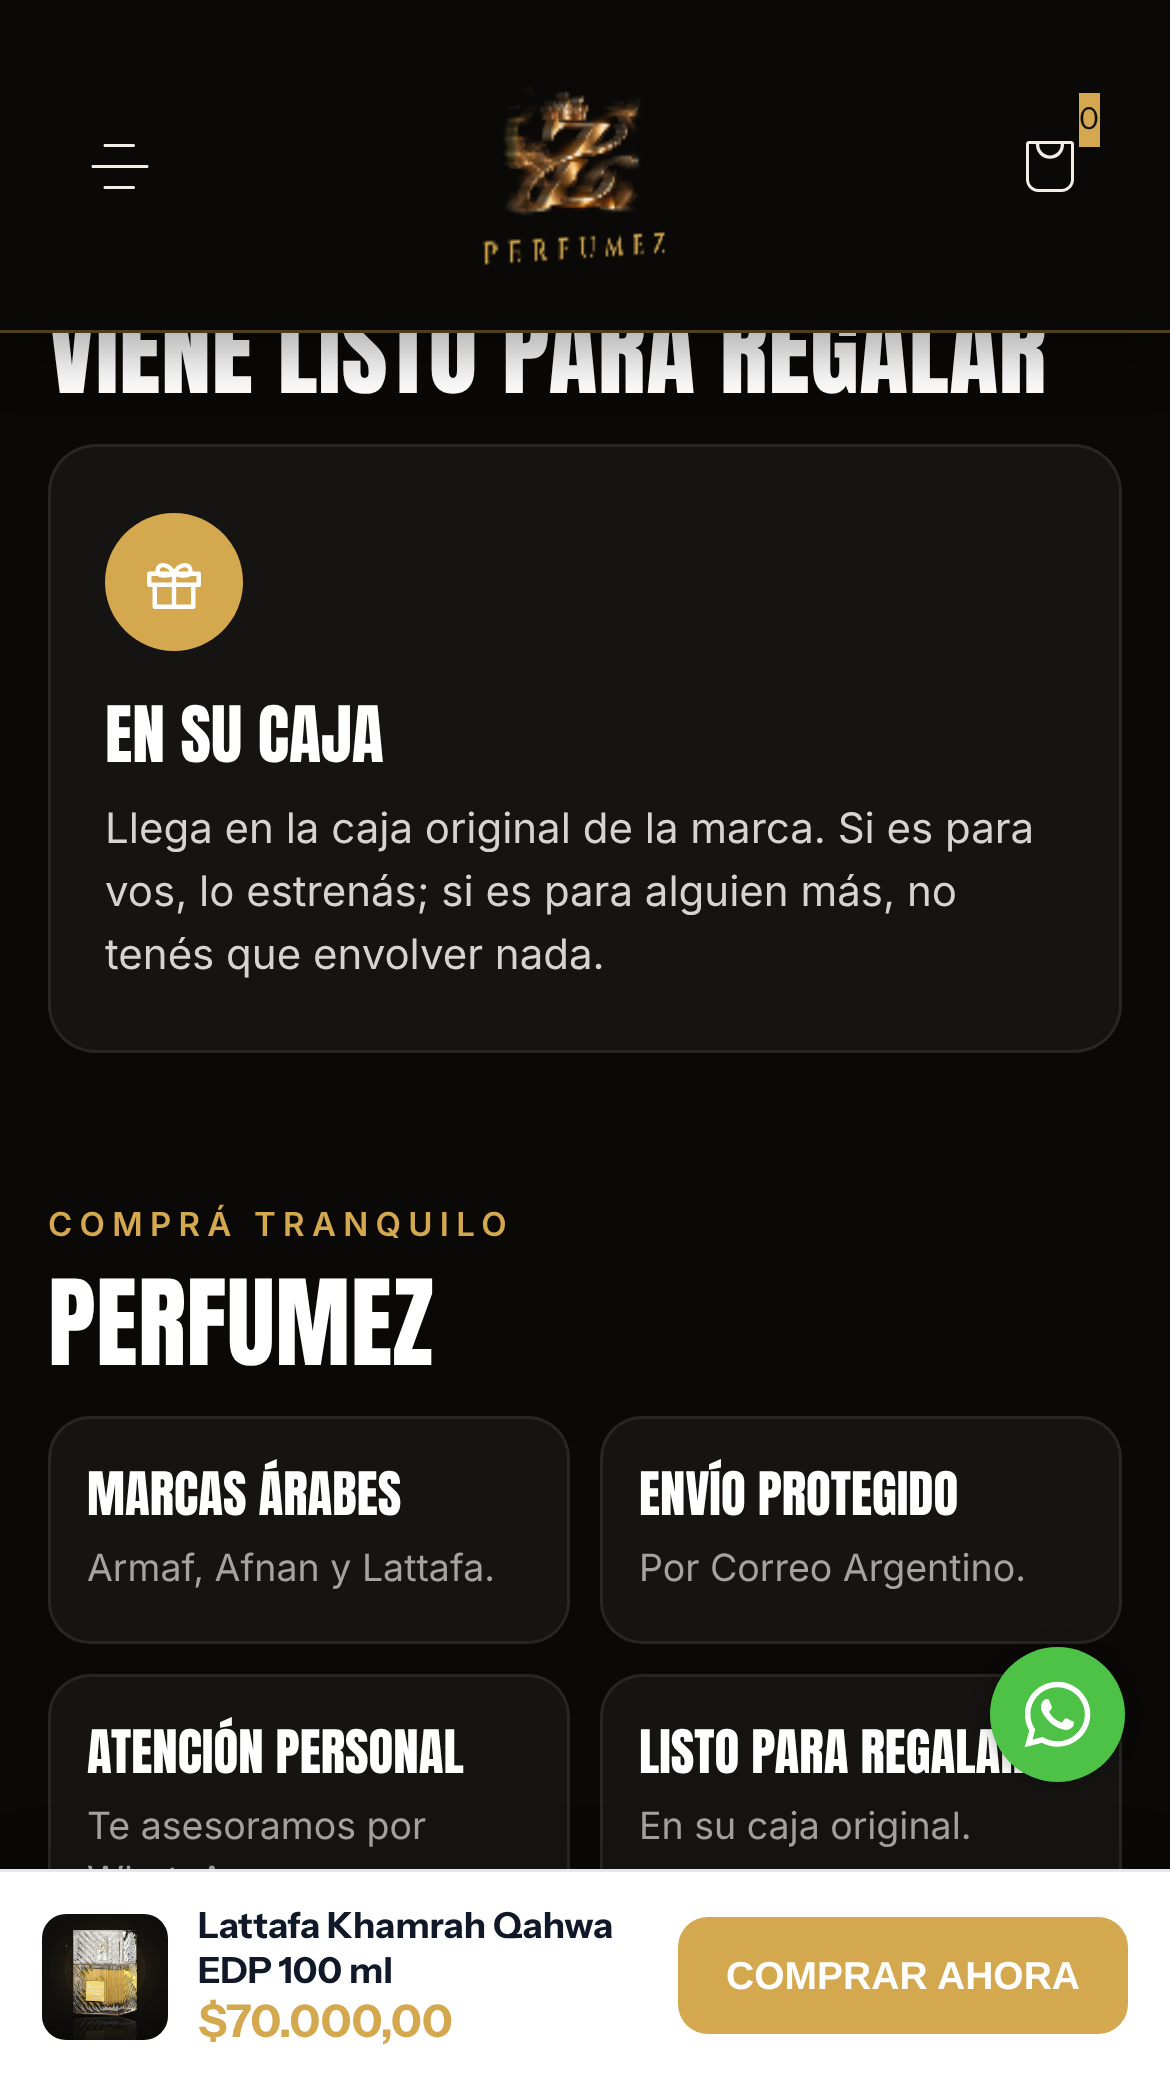 0
PERFUMEZ
VIENE LISTO PARA REGALAR
EN SU CAJA
Llega en la caja original de la marca. Si es para
vos, lo estrenás; si es para alguien más, no
tenés que envolver nada.
COMPRÁ TRANQUILO
PERFUMEZ
MARCAS ÁRABES
Armaf, Afnan y Lattafa.
ENVÍO PROTEGIDO
Por Correo Argentino.
ATENCIÓN PERSONAL
Te asesoramos por
LISTO PARA REGALAR
En su caja original.
Lattafa Khamrah Qahwa
EDP 100 ml
$70.000,00
COMPRAR AHORA